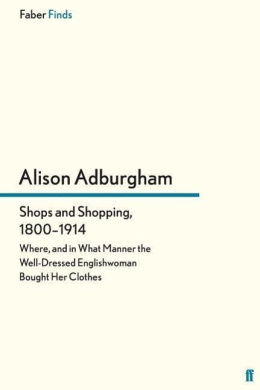 Faber Finds
Alison Adburgham
Shops and Shopping,
1800–1914
Where, and in What Manner the
Well-Dressed Englishwoman
Bought Her Clothes
ff